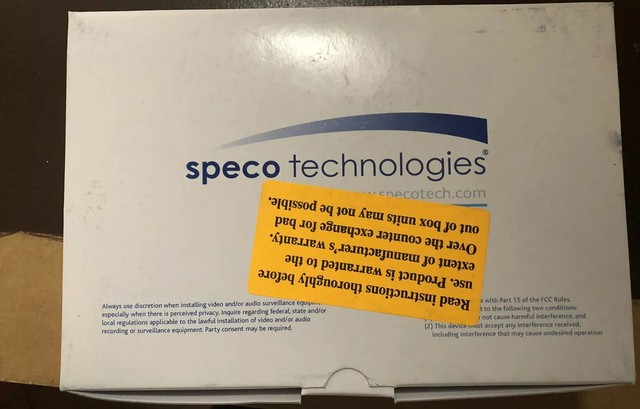 speco technologies®
specotech.com
Read instructions thoroughly before
use. Product is warranted to the
extent of manufacturer's warranty.
Over the counter exchange for bad
out of box units may not be possible.
Always use discretion when installing video and/or audio surveillance
especially when there is perceived privacy. Inquire regarding federal, state and/or
local regulations applicable to the lawful installation of video and/or audio
recording or surveillance equipment. Party consent may be required.
with Part 15 of the FCC Rules.
to the following two conditions:
not cause harmful interference, and
(2) This device must accept any interference received,
including interference that may cause undesired operation